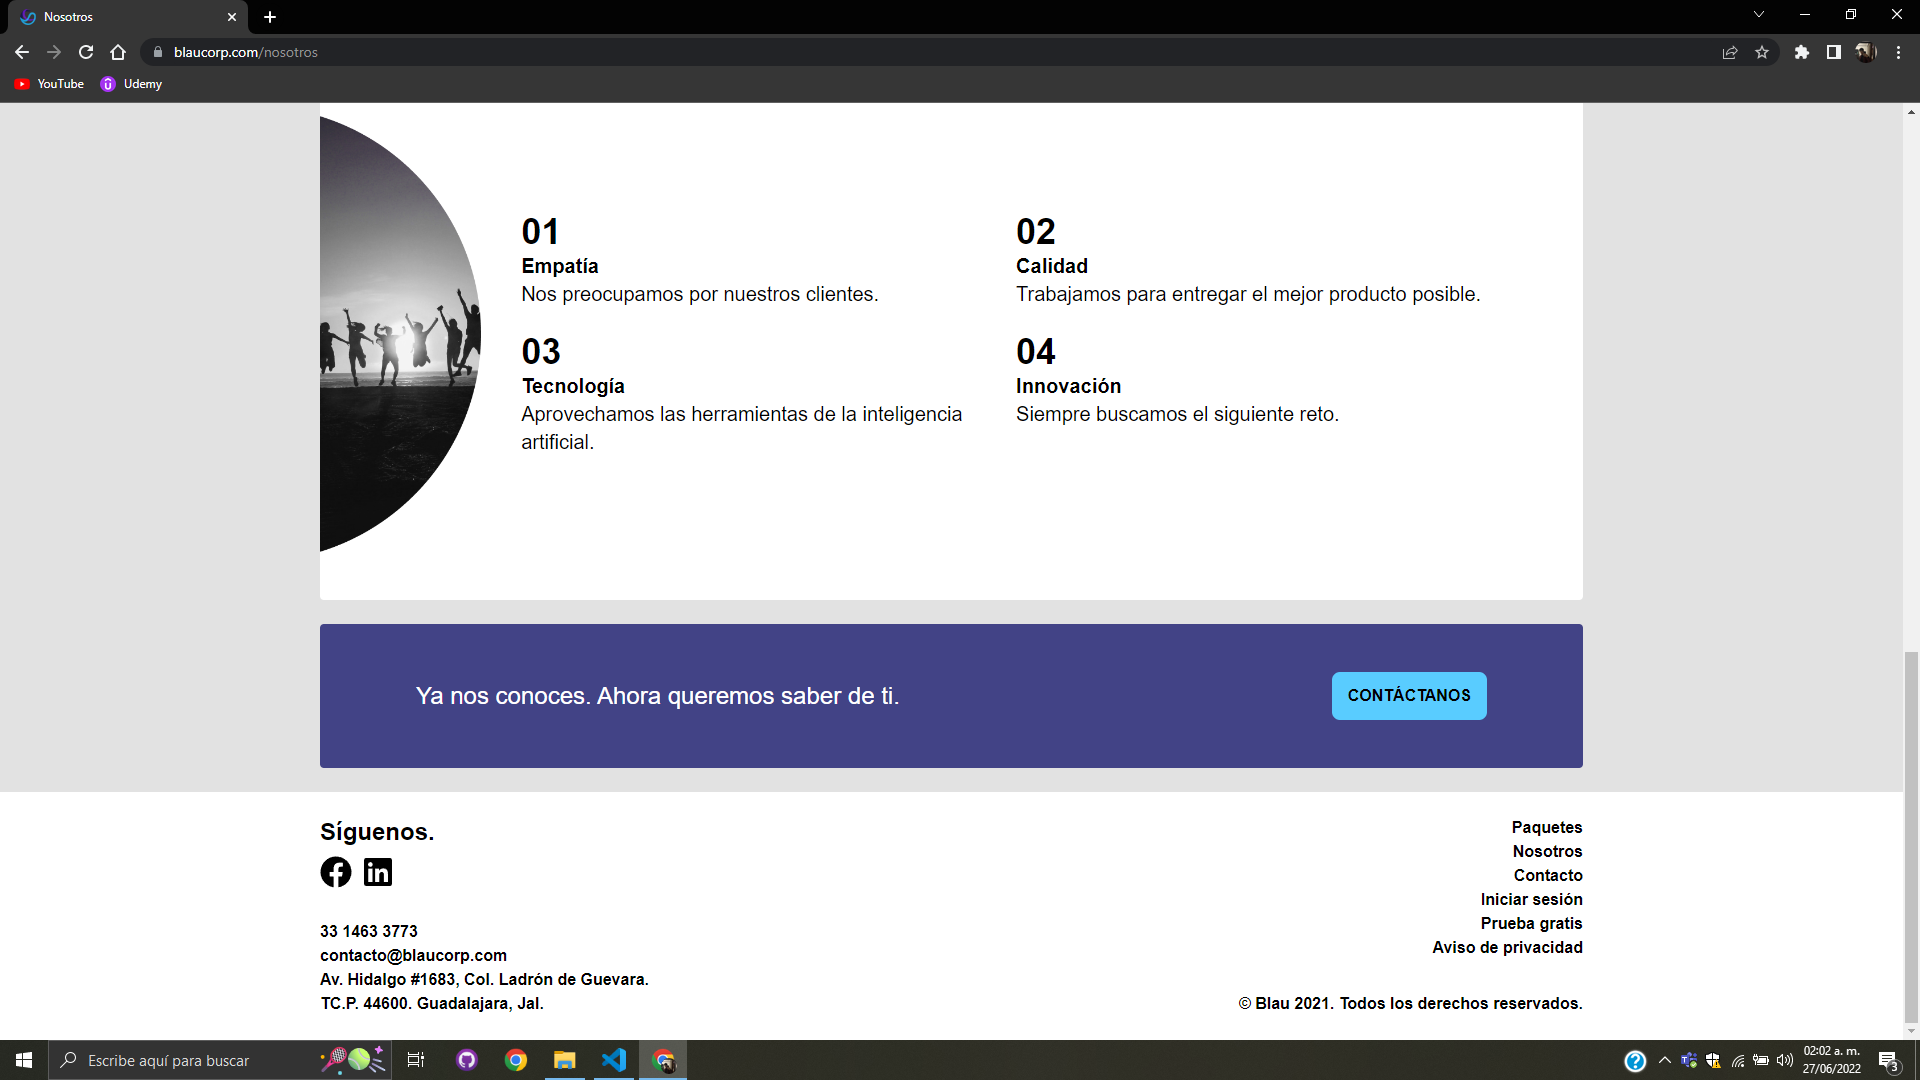 Nosotros
blaucorp.com/nosotros
YouTube
Udemy
01
Empatía
Nos preocupamos por nuestros clientes.
02
Calidad
Trabajamos para entregar el mejor producto posible.
03
Tecnología
Aprovechamos las herramientas de la inteligencia
artificial.
04
Innovación
Siempre buscamos el siguiente reto.
Ya nos conoces. Ahora queremos saber de ti.
CONTÁCTANOS
Síguenos.
33 1463 3773
contacto@blaucorp.com
Av. Hidalgo #1683, Col. Ladrón de Guevara.
TC.P. 44600. Guadalajara, Jal.
Paquetes
Nosotros
Contacto
Iniciar sesión
Prueba gratis
Aviso de privacidad
© Blau 2021. Todos los derechos reservados.
Escribe aquí para buscar
02:02 a. m.
27/06/2022
3